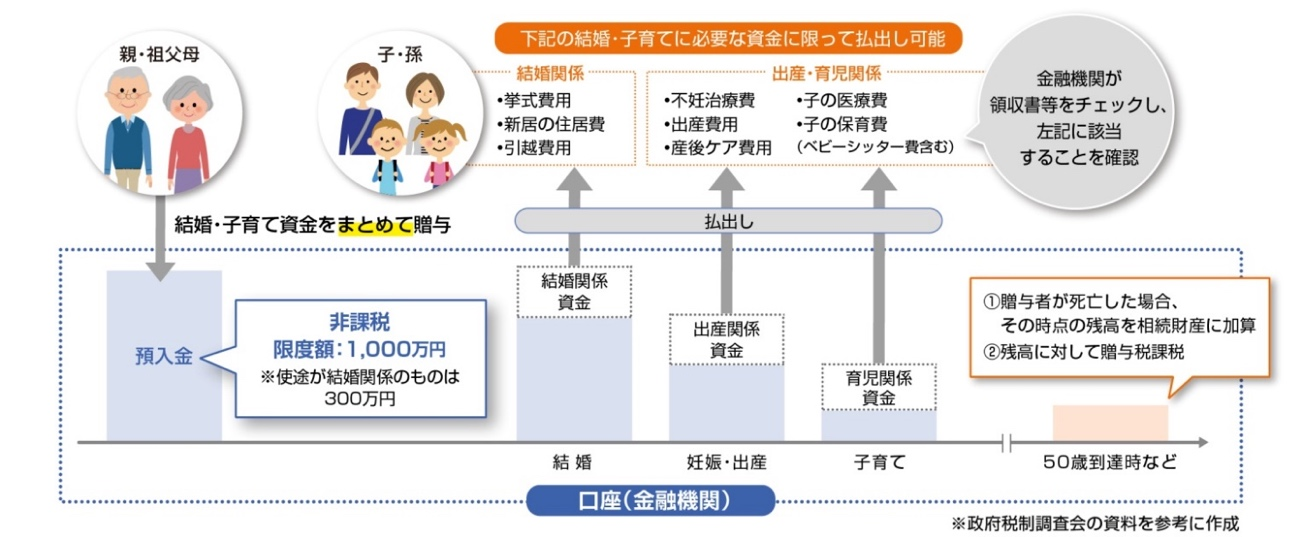 親・祖父母
子・孫
下記の結婚・子育てに必要な資金に限って払出し可能
結婚関係
•挙式費用
•新居の住居費
•引越費用
出産・育児関係
•不妊治療費
•出産費用
•産後ケア費用
•子の医療費
•子の保育費
(ベビーシッター費含む)
金融機関が
領収書等をチェックし、
左記に該当
することを確認
結婚・子育て資金をまとめて贈与
払出し
預入金
非課税
限度額:1,000万円
※使途が結婚関係のものは
300万円
結婚関係
資金
出産関係
資金
育児関係
資金
①贈与者が死亡した場合、
その時点の残高を相続財産に加算
②残高に対して贈与税課税
結婚
妊娠・出産
子育て
50歳到達時など
口座(金融機関)
※政府税制調査会の資料を参考に作成